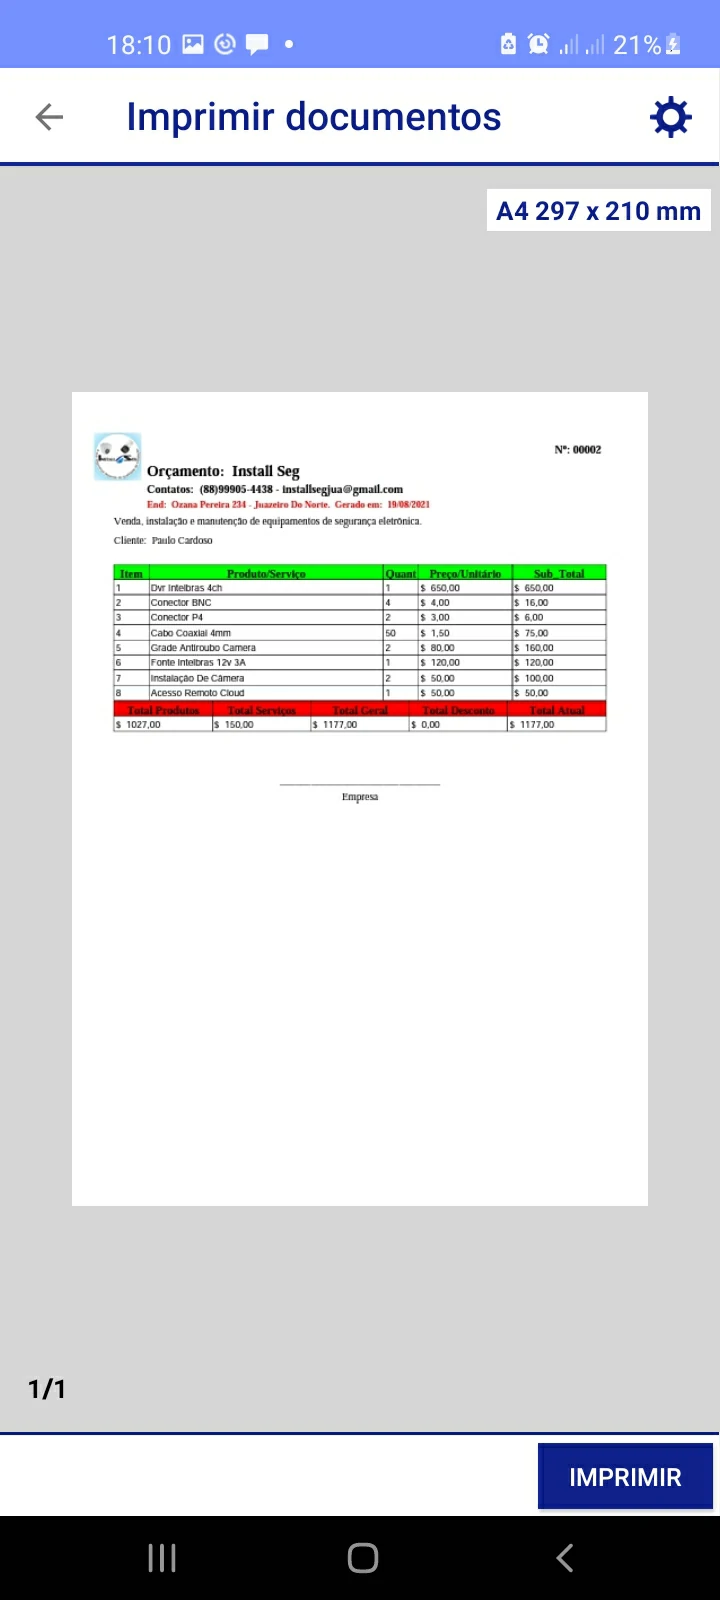 18:10
21%
Imprimir documentos
A4 297 x 210 mm
Nº: 00002
Orçamento: Install Seg
Contatos: (88)99905-4438 - installsegjua@gmail.com
End: Ozana Pereira 234 - Juazeiro Do Norte. Gerado em: 19/08/2021
Venda, instalação e manutenção de equipamentos de segurança eletrônica.
Cliente: Paulo Cardoso
Item Produto/Serviço Quant Preço/Unitário Sub_Total
1 Dvr Intelbras 4ch 1 $ 650,00 $ 650,00
2 Conector BNC 4 $ 4,00 $ 16,00
3 Conector P4 2 $ 3,00 $ 6,00
4 Cabo Coaxial 4mm 50 $ 1,50 $ 75,00
5 Grade Antiroubo Camera 2 $ 80,00 $ 160,00
6 Fonte Intelbras 12v 3A 1 $ 120,00 $ 120,00
7 Instalação De Câmera 2 $ 50,00 $ 100,00
8 Acesso Remoto Cloud 1 $ 50,00 $ 50,00
Total Produtos Total Serviços Total Geral Total Desconto Total Atual
$ 1027,00 $ 150,00 $ 1177,00 $ 0,00 $ 1177,00
Empresa
1/1
IMPRIMIR